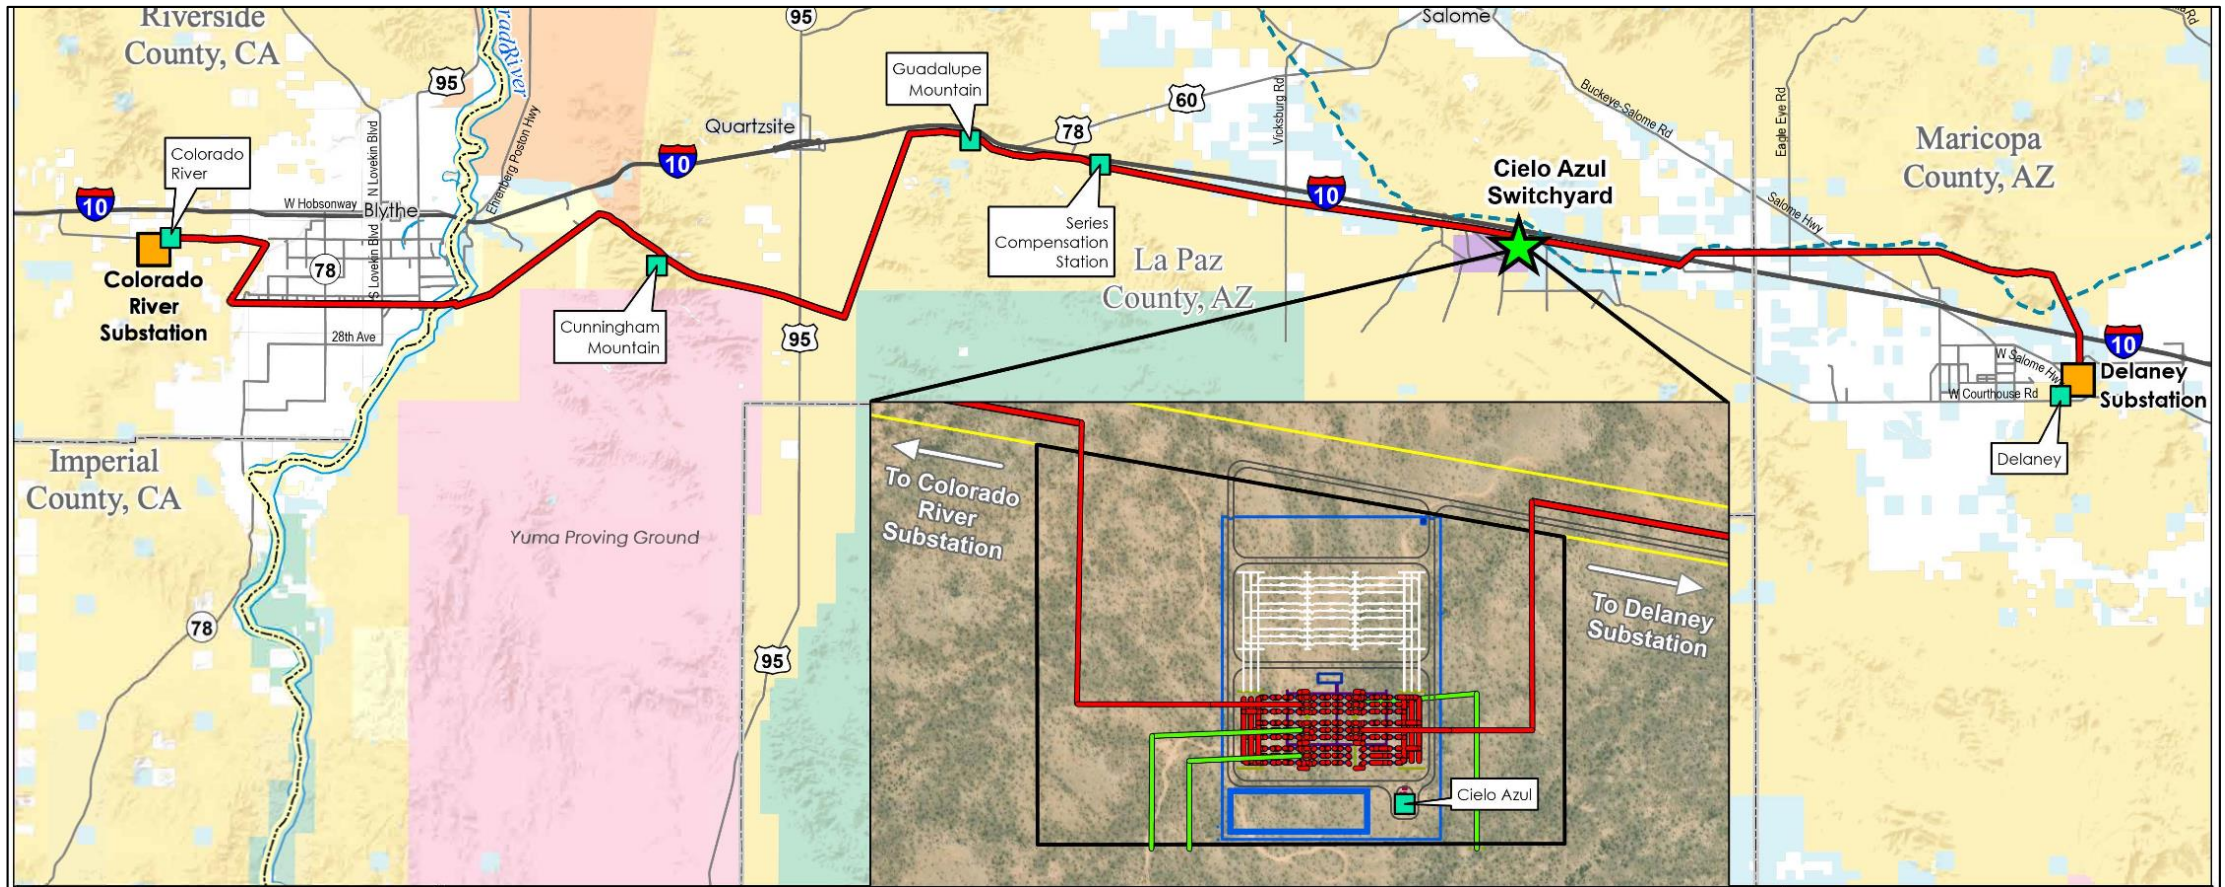 Riverside
County, CA
95
radoRiver
95
Salome
Guadalupe
Mountain
60
Buckeye-Salome Rd
Eagle Eye Rd
Maricopa
County, AZ
Colorado
River
N Lovekin Blvd
Ehrenberg Poston Hwy
Quartzsite
78
Vicksburg Rd
10
W Hobsonway
Blythe
10
10
Cielo Azul
Switchyard
Salome Hwy
Colorado
River
Substation
78
S Lovekin Blvd
28th Ave
Cunningham
Mountain
95
Series
Compensation
Station
La Paz
County, AZ
10
W Salome Hwy
W Courthouse Rd
Delaney
Substation
Delaney
Imperial
County, CA
Yuma Proving Ground
78
95
To Colorado
River
Substation
To Delaney
Substation
Cielo Azul